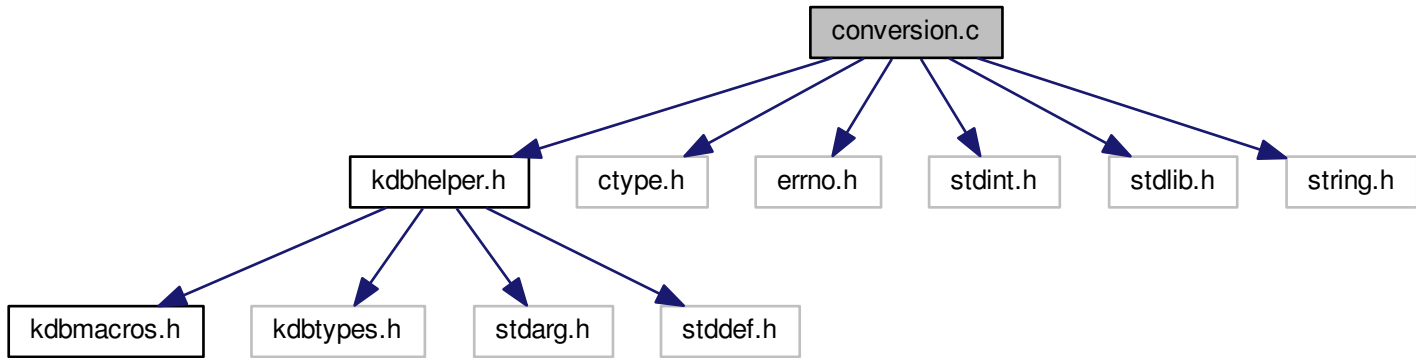 conversion.c
kdbhelper.h
ctype.h
errno.h
stdint.h
stdlib.h
string.h
kdbmacros.h
kdbtypes.h
stdarg.h
stddef.h